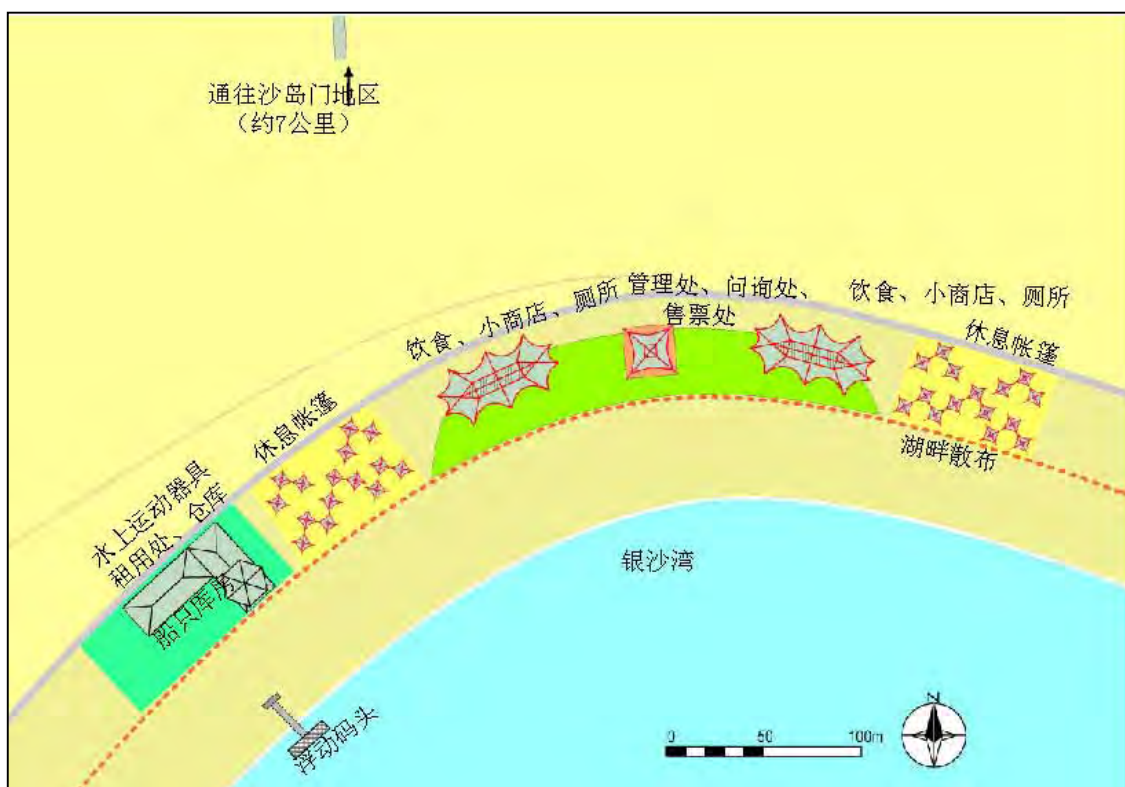 通往沙岛门地区
（约7公里）
饮食、小商店、厕所
管理处、问询处、
售票处
饮食、小商店、厕所
休息帐篷
休息帐篷
水上运动器具
租用处、仓库
船只库房
湖畔散布
银沙湾
浮动码头
0 50 100m
N